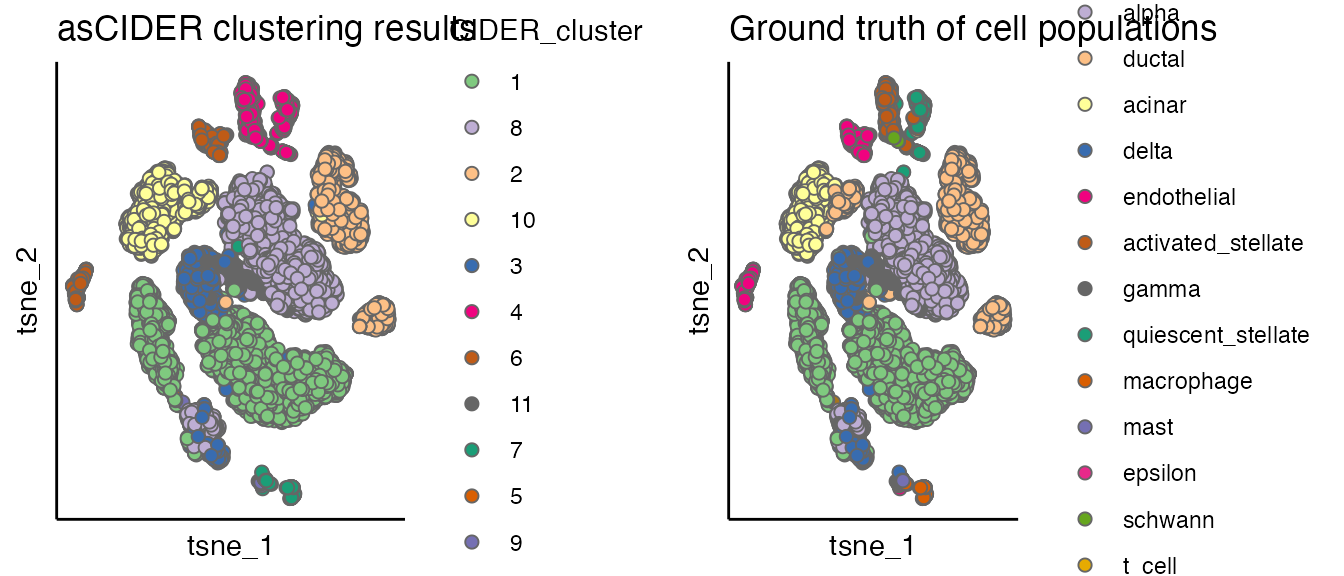 asCIDER clustering results
CIDER_cluster
1
8
2
10
3
4
6
11
7
5
9
tsne_2
tsne_1
Ground truth of cell populations
alpha
ductal
acinar
delta
endothelial
activated_stellate
gamma
quiescent_stellate
macrophage
mast
epsilon
schwann
t_cell
tsne_2
tsne_1